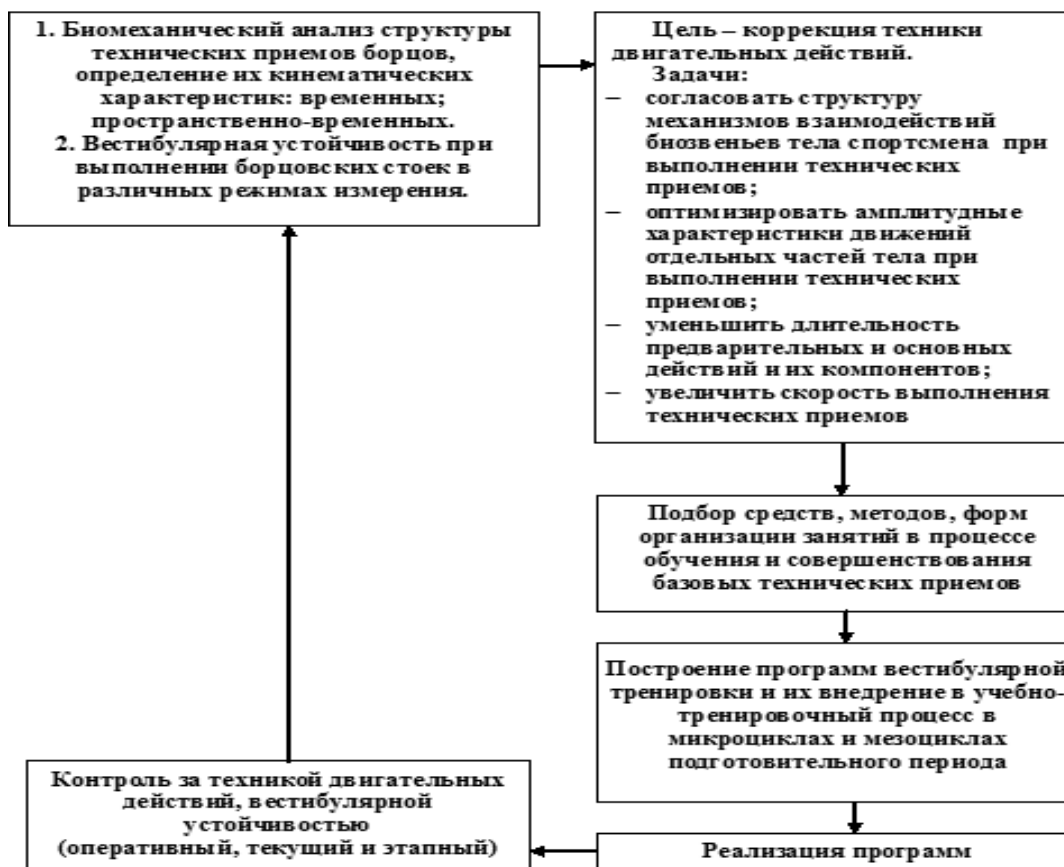 1. Биомеханический анализ структуры
технических приемов борцов,
определение их кинематических
характеристик: временных;
пространственно-временных.
2. Вестибулярная устойчивость при
выполнении борцовских стоек в
различных режимах измерения.
Цель – коррекция техники
двигательных действий.
Задачи:
– согласовать структуру
механизмов взаимодействий
биозвеньев тела спортсмена при
выполнении технических
приемов;
– оптимизировать амплитудные
характеристики движений
отдельных частей тела при
выполнении технических
приемов;
– уменьшить длительность
предварительных и основных
действий и их компонентов;
– увеличить скорость выполнения
технических приемов
Подбор средств, методов, форм
организации занятий в процессе
обучения и совершенствования
базовых технических приемов
Построение программ вестибулярной
тренировки и их внедрение в учебно-
тренировочный процесс в
микроциклах и мезоциклах
подготовительного периода
Реализация программ
Контроль за техникой двигательных
действий, вестибулярной
устойчивостью
(оперативный, текущий и этапный)